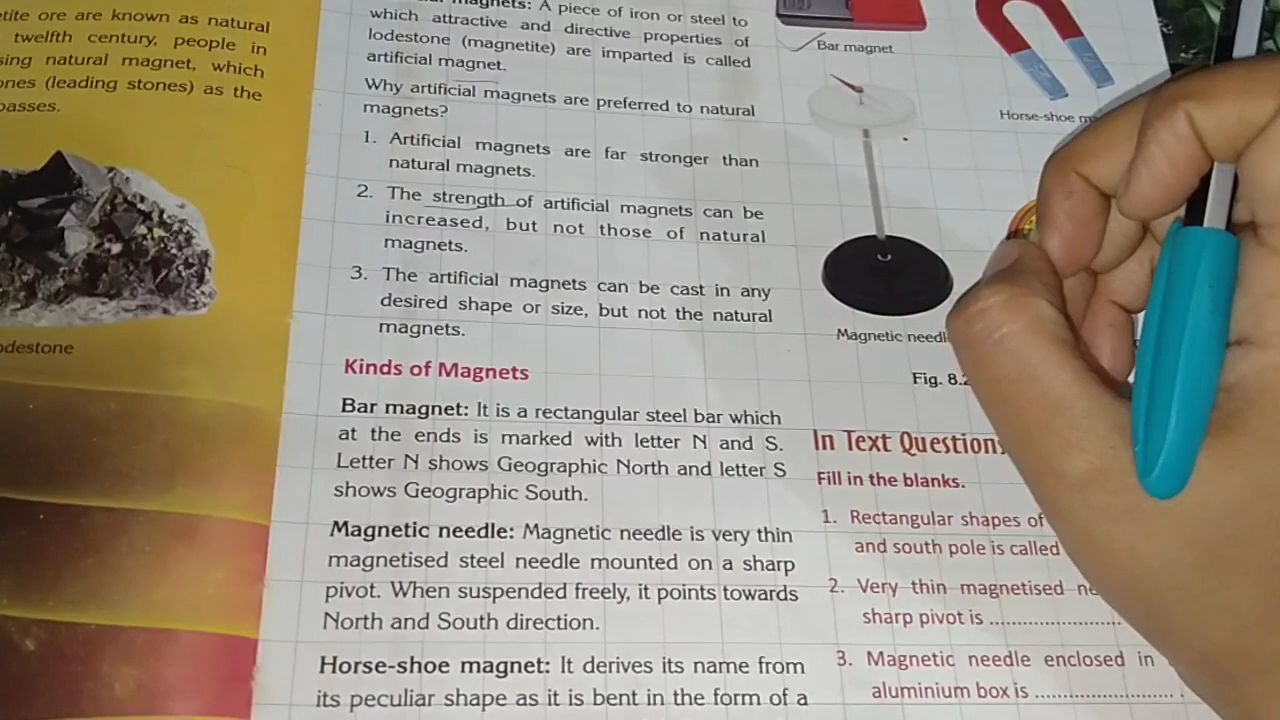 tite ore are known as natural
twelfth century, people in
sing natural magnet, which
ones (leading stones) as the
passes.
odestone
magnets: A piece of iron or steel to
which attractive and directive properties of
lodestone (magnetite) are imparted is called
artificial magnet.
Why artificial magnets are preferred to natural
magnets?
1. Artificial magnets are far stronger than
natural magnets.
2. The strength of artificial magnets can be
increased, but not those of natural
magnets.
3. The artificial magnets can be cast in any
desired shape or size, but not the natural
magnets.
Kinds of Magnets
Bar magnet: It is a rectangular steel bar which
at the ends is marked with letter N and S.
Letter N shows Geographic North and letter S
shows Geographic South.
Magnetic needle: Magnetic needle is very thin
magnetised steel needle mounted on a sharp
pivot. When suspended freely, it points towards
North and South direction.
Horse-shoe magnet: It derives its name from
its peculiar shape as it is bent in the form of a
Bar magnet
Horse-shoe m
Magnetic needl
Fig. 8.2
In Text Questions
Fill in the blanks.
1. Rectangular shapes of
and south pole is called
2. Very thin magnetised ne
sharp pivot is ........................
3. Magnetic needle enclosed in
aluminium box is ......................... .